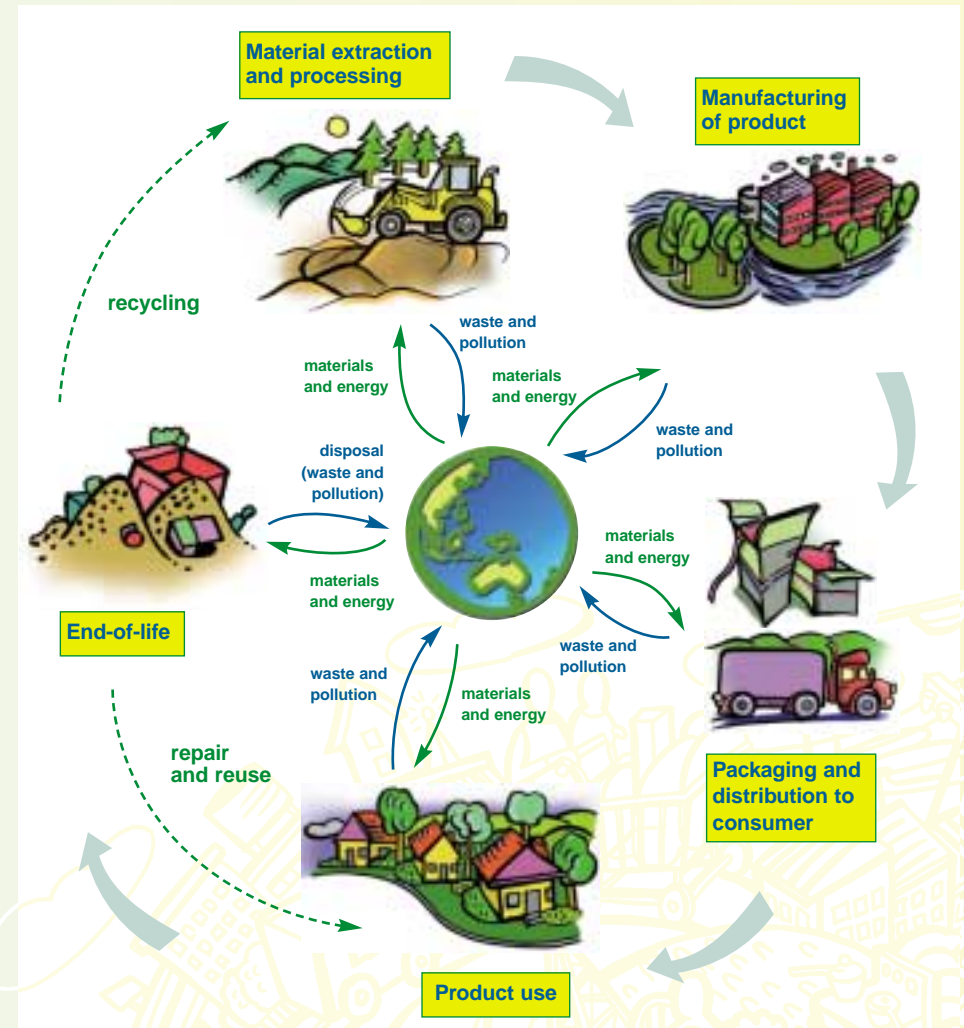 Material extraction
and processing
Manufacturing
of product
recycling
waste and
pollution
materials
and energy
materials
and energy
waste and
pollution
disposal
(waste and
pollution)
materials
and energy
materials
and energy
End-of-life
waste and
pollution
waste and
pollution
materials
and energy
repair
and reuse
Packaging and
distribution to
consumer
Product use